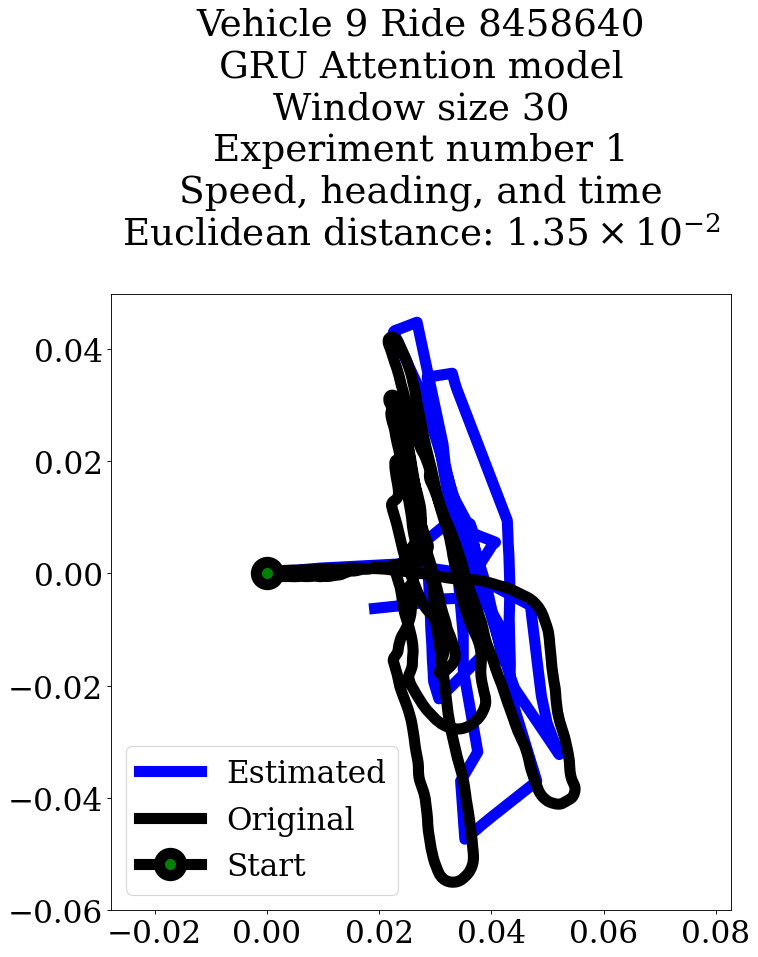 Vehicle 9 Ride 8458640
GRU Attention model
Window size 30
Experiment number 1
Speed, heading, and time
Euclidean distance: 1.35 × 10⁻²
0.04
0.02
0.00
−0.02
−0.04
−0.06
Estimated
Original
Start
−0.02 0.00 0.02 0.04 0.06 0.08